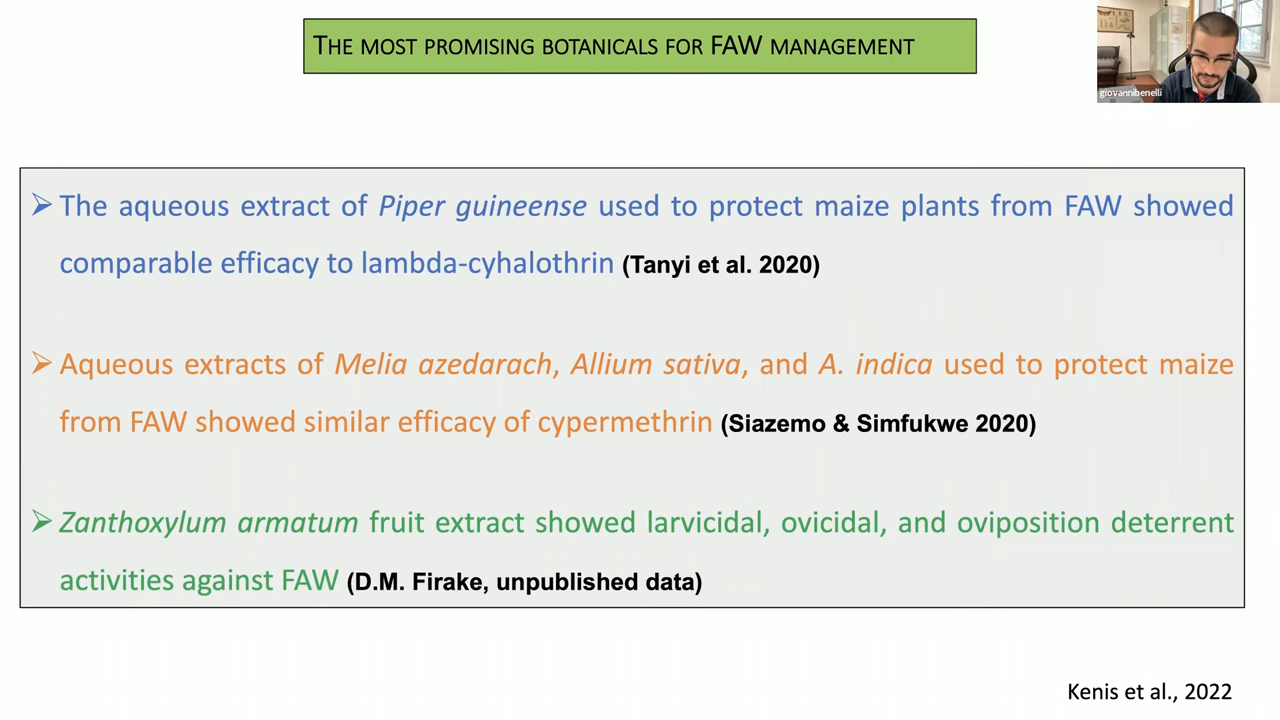 THE MOST PROMISING BOTANICALS FOR FAW MANAGEMENT
giovannibenelli
➢ The aqueous extract of Piper guineense used to protect maize plants from FAW showed
comparable efficacy to lambda-cyhalothrin (Tanyi et al. 2020)
➢ Aqueous extracts of Melia azedarach, Allium sativa, and A. indica used to protect maize
from FAW showed similar efficacy of cypermethrin (Siazemo & Simfukwe 2020)
➢ Zanthoxylum armatum fruit extract showed larvicidal, ovicidal, and oviposition deterrent
activities against FAW (D.M. Firake, unpublished data)
Kenis et al., 2022